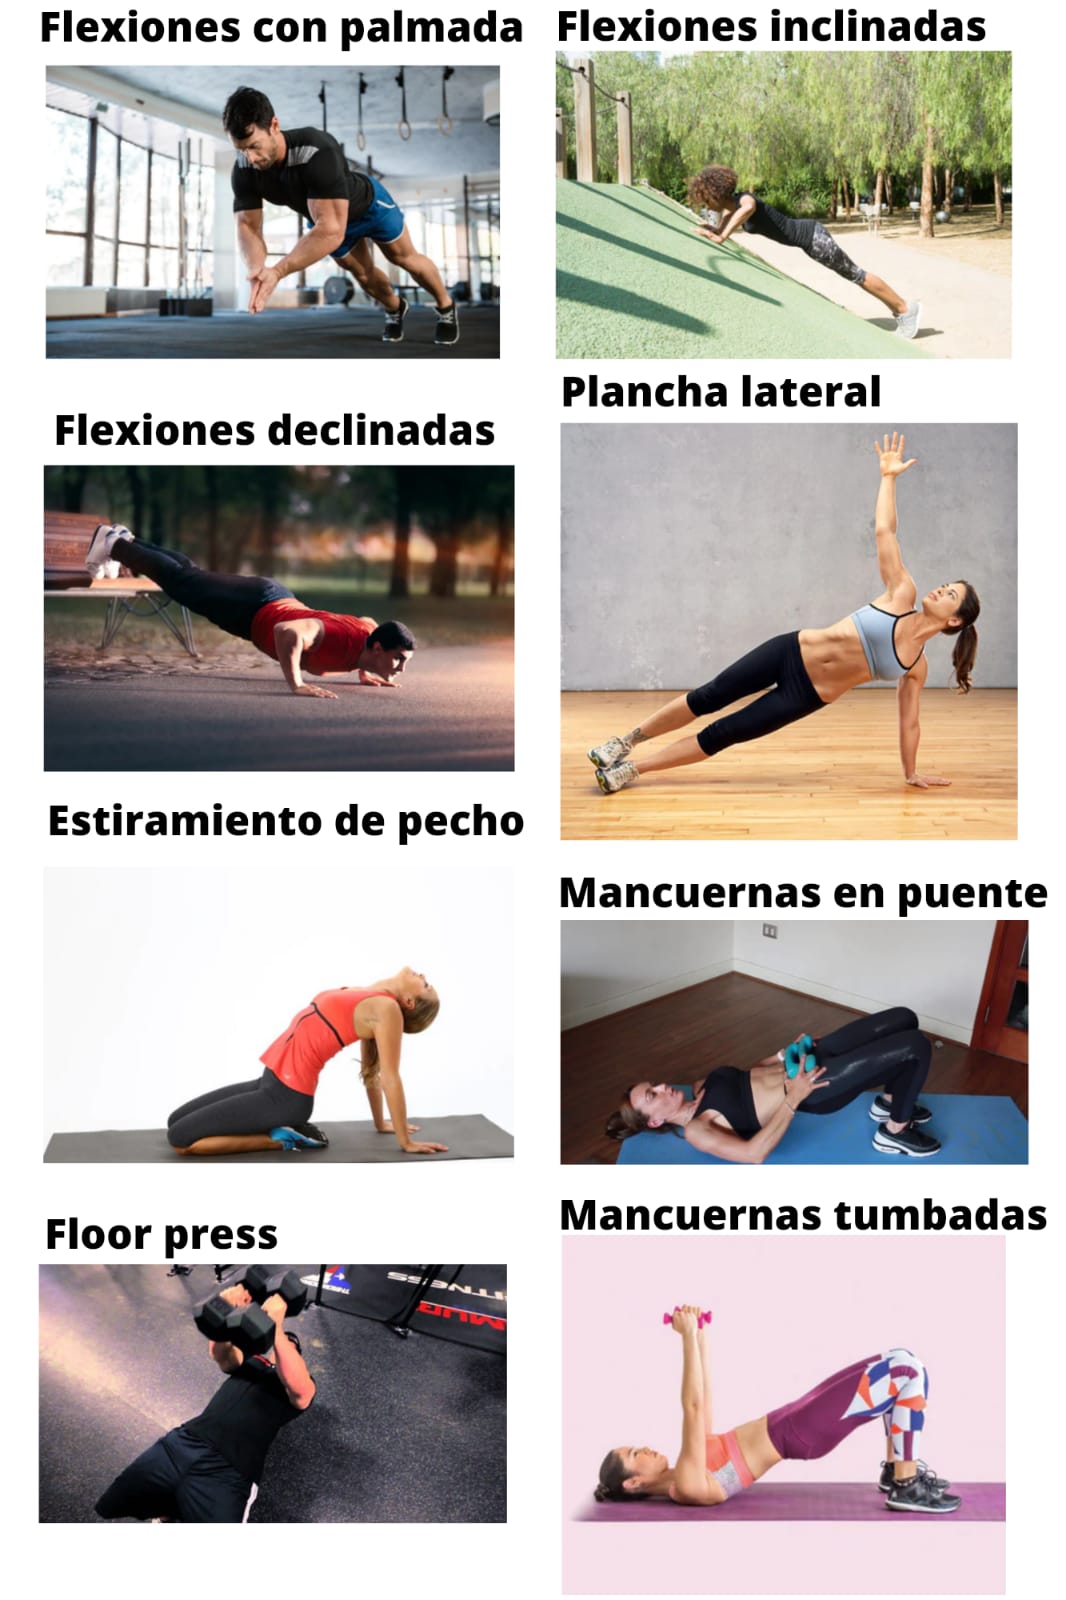 Flexiones con palmada
Flexiones inclinadas
Plancha lateral
Flexiones declinadas
Estiramiento de pecho
Mancuernas en puente
Mancuernas tumbadas
Floor press